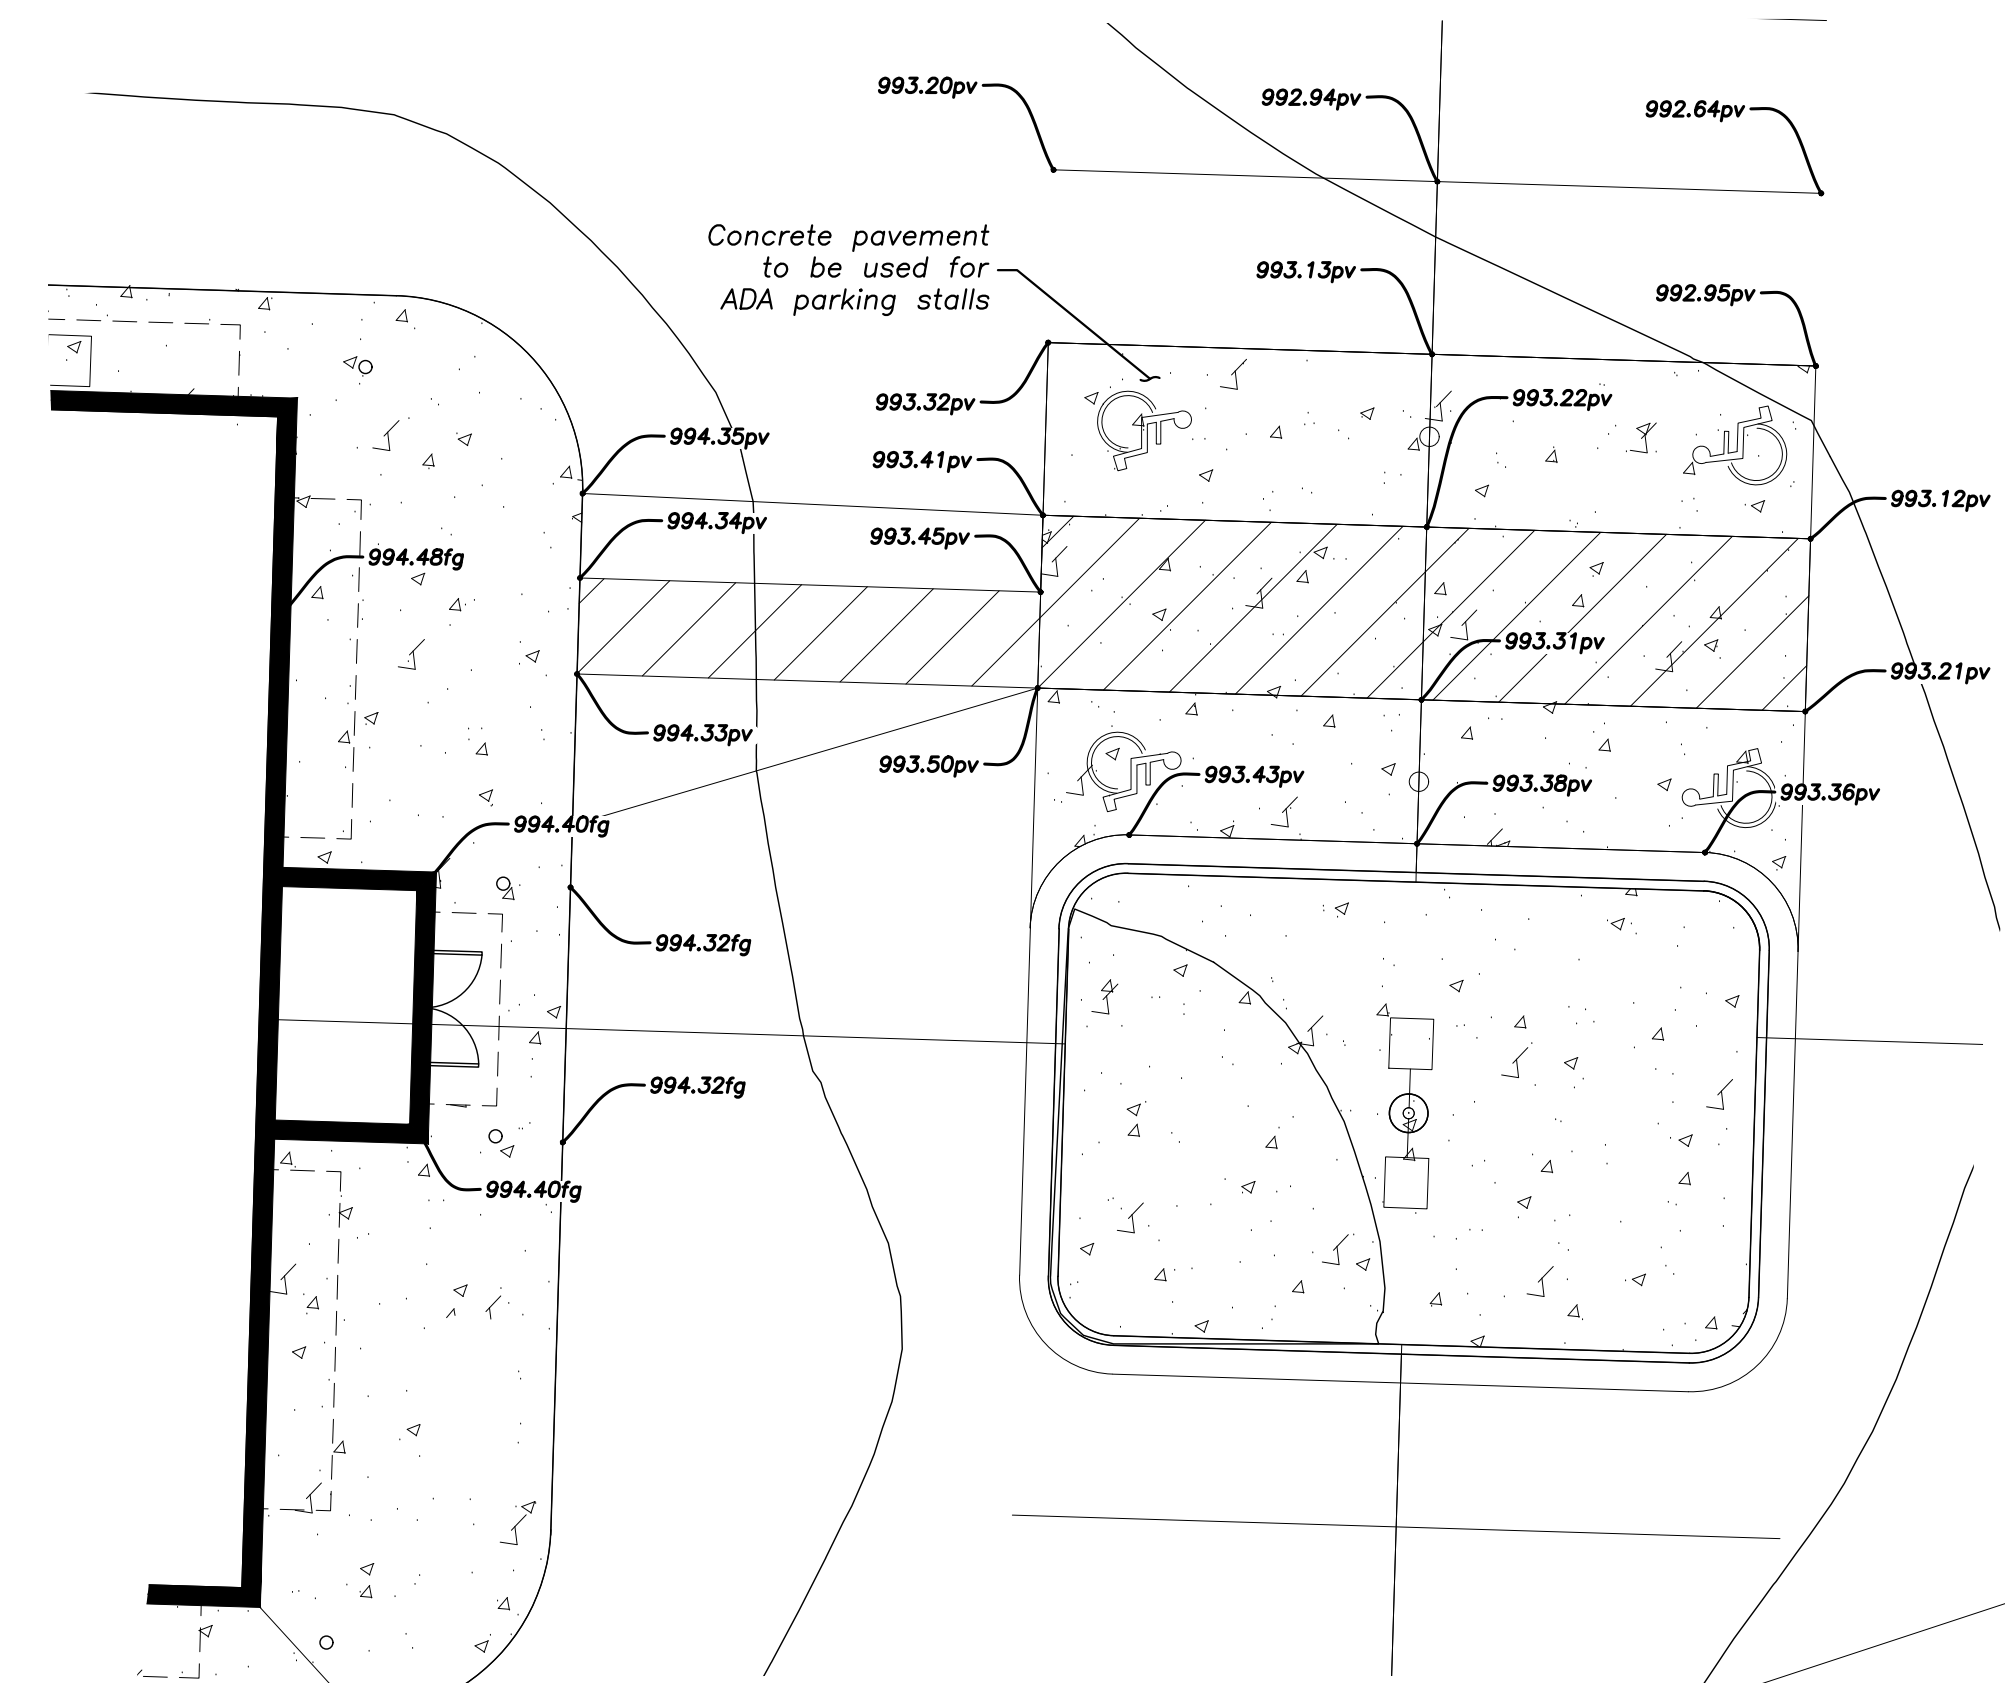 993.20pv
992.94pv
992.64pv
Concrete pavement
to be used for
ADA parking stalls
993.13pv
992.95pv
993.32pv
993.22pv
994.35pv
993.41pv
993.12pv
994.34pv
993.45pv
994.48fg
993.31pv
993.21pv
994.33pv
993.50pv
993.43pv
993.38pv
993.36pv
994.40fg
994.32fg
994.32fg
994.40fg